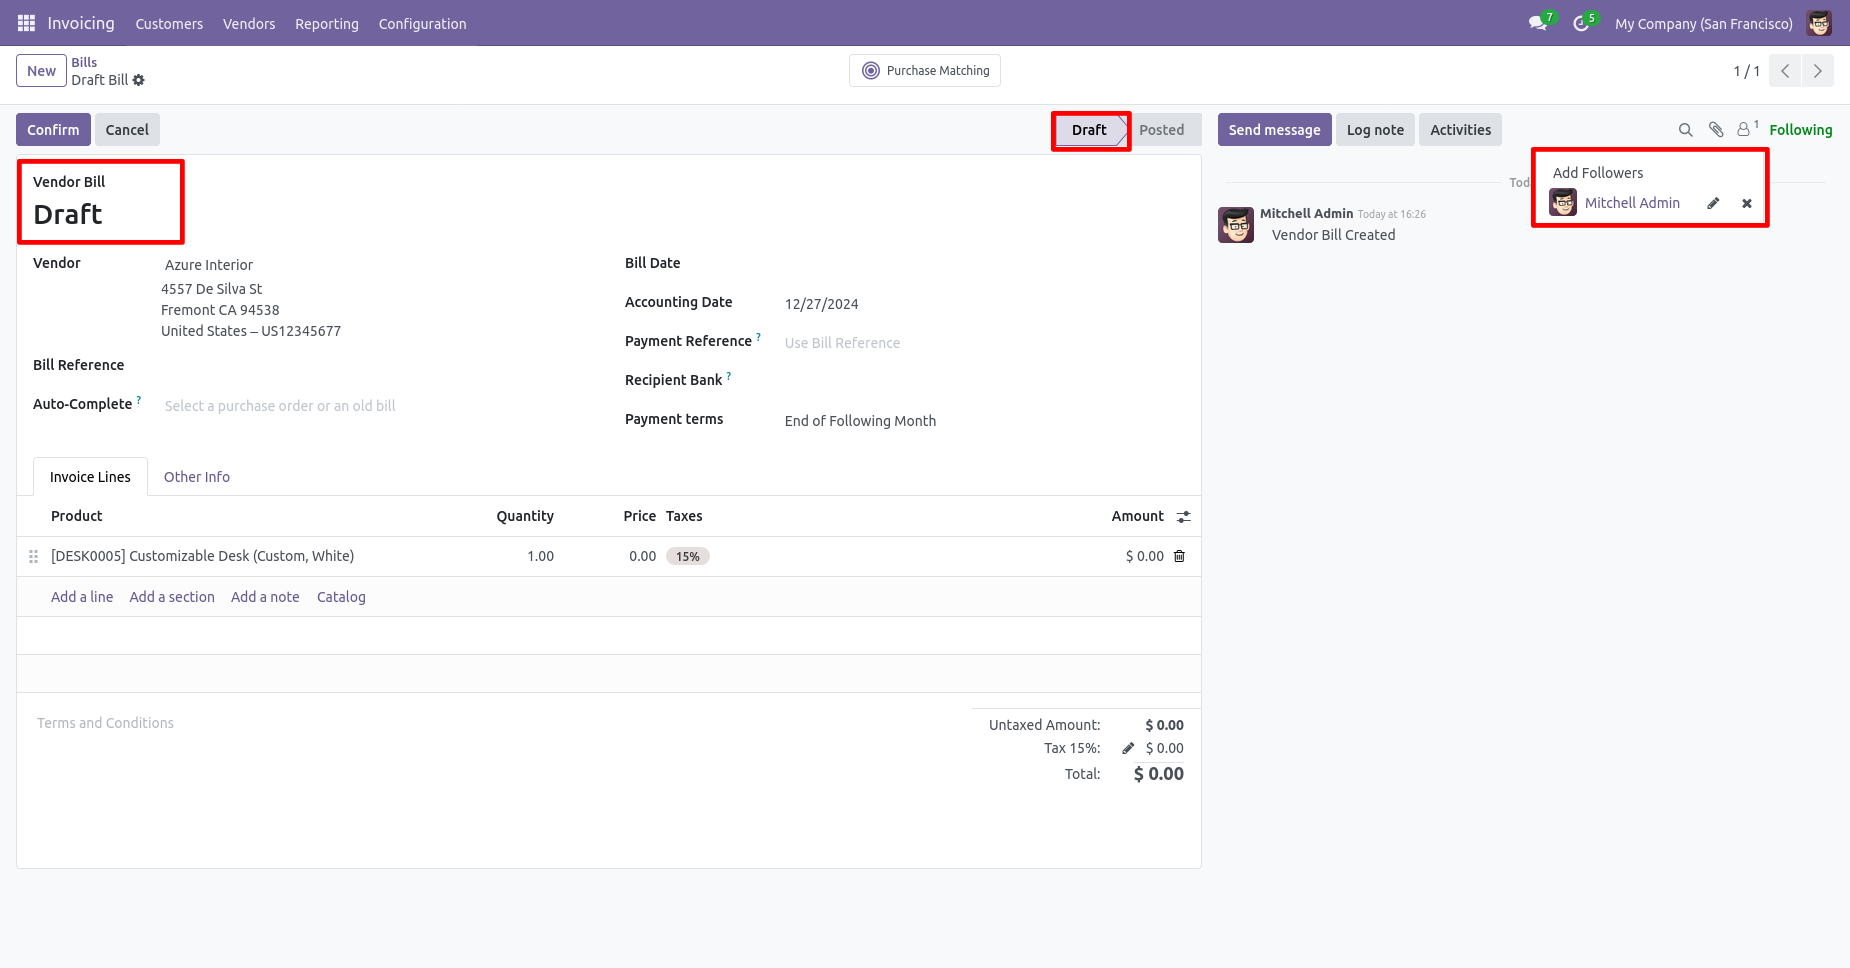 Invoicing Customers Vendors Reporting Configuration 7 5 My Company (San Francisco)
New Bills
Draft Bill
Purchase Matching
1 / 1
Confirm Cancel
Draft Posted
Send message Log note Activities
1 Following
Vendor Bill
Draft
Vendor Azure Interior
4557 De Silva St
Fremont CA 94538
United States – US12345677
Bill Reference
Auto-Complete ? Select a purchase order or an old bill
Bill Date
Accounting Date 12/27/2024
Payment Reference ? Use Bill Reference
Recipient Bank ?
Payment terms End of Following Month
Invoice Lines Other Info
Product Quantity Price Taxes Amount
[DESK0005] Customizable Desk (Custom, White) 1.00 0.00 15% $ 0.00
Add a line Add a section Add a note Catalog
Terms and Conditions
Untaxed Amount: $ 0.00
Tax 15%: $ 0.00
Total: $ 0.00
Add Followers
Mitchell Admin
Mitchell Admin Today at 16:26
Vendor Bill Created